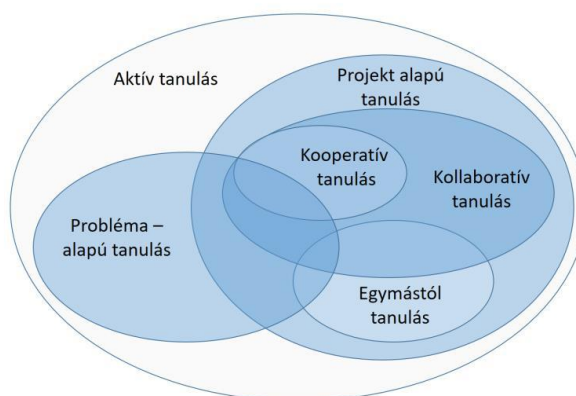 Aktív tanulás
Projekt alapú
tanulás
Kooperatív
tanulás
Kollaboratív
tanulás
Probléma –
alapú tanulás
Egymástól
tanulás